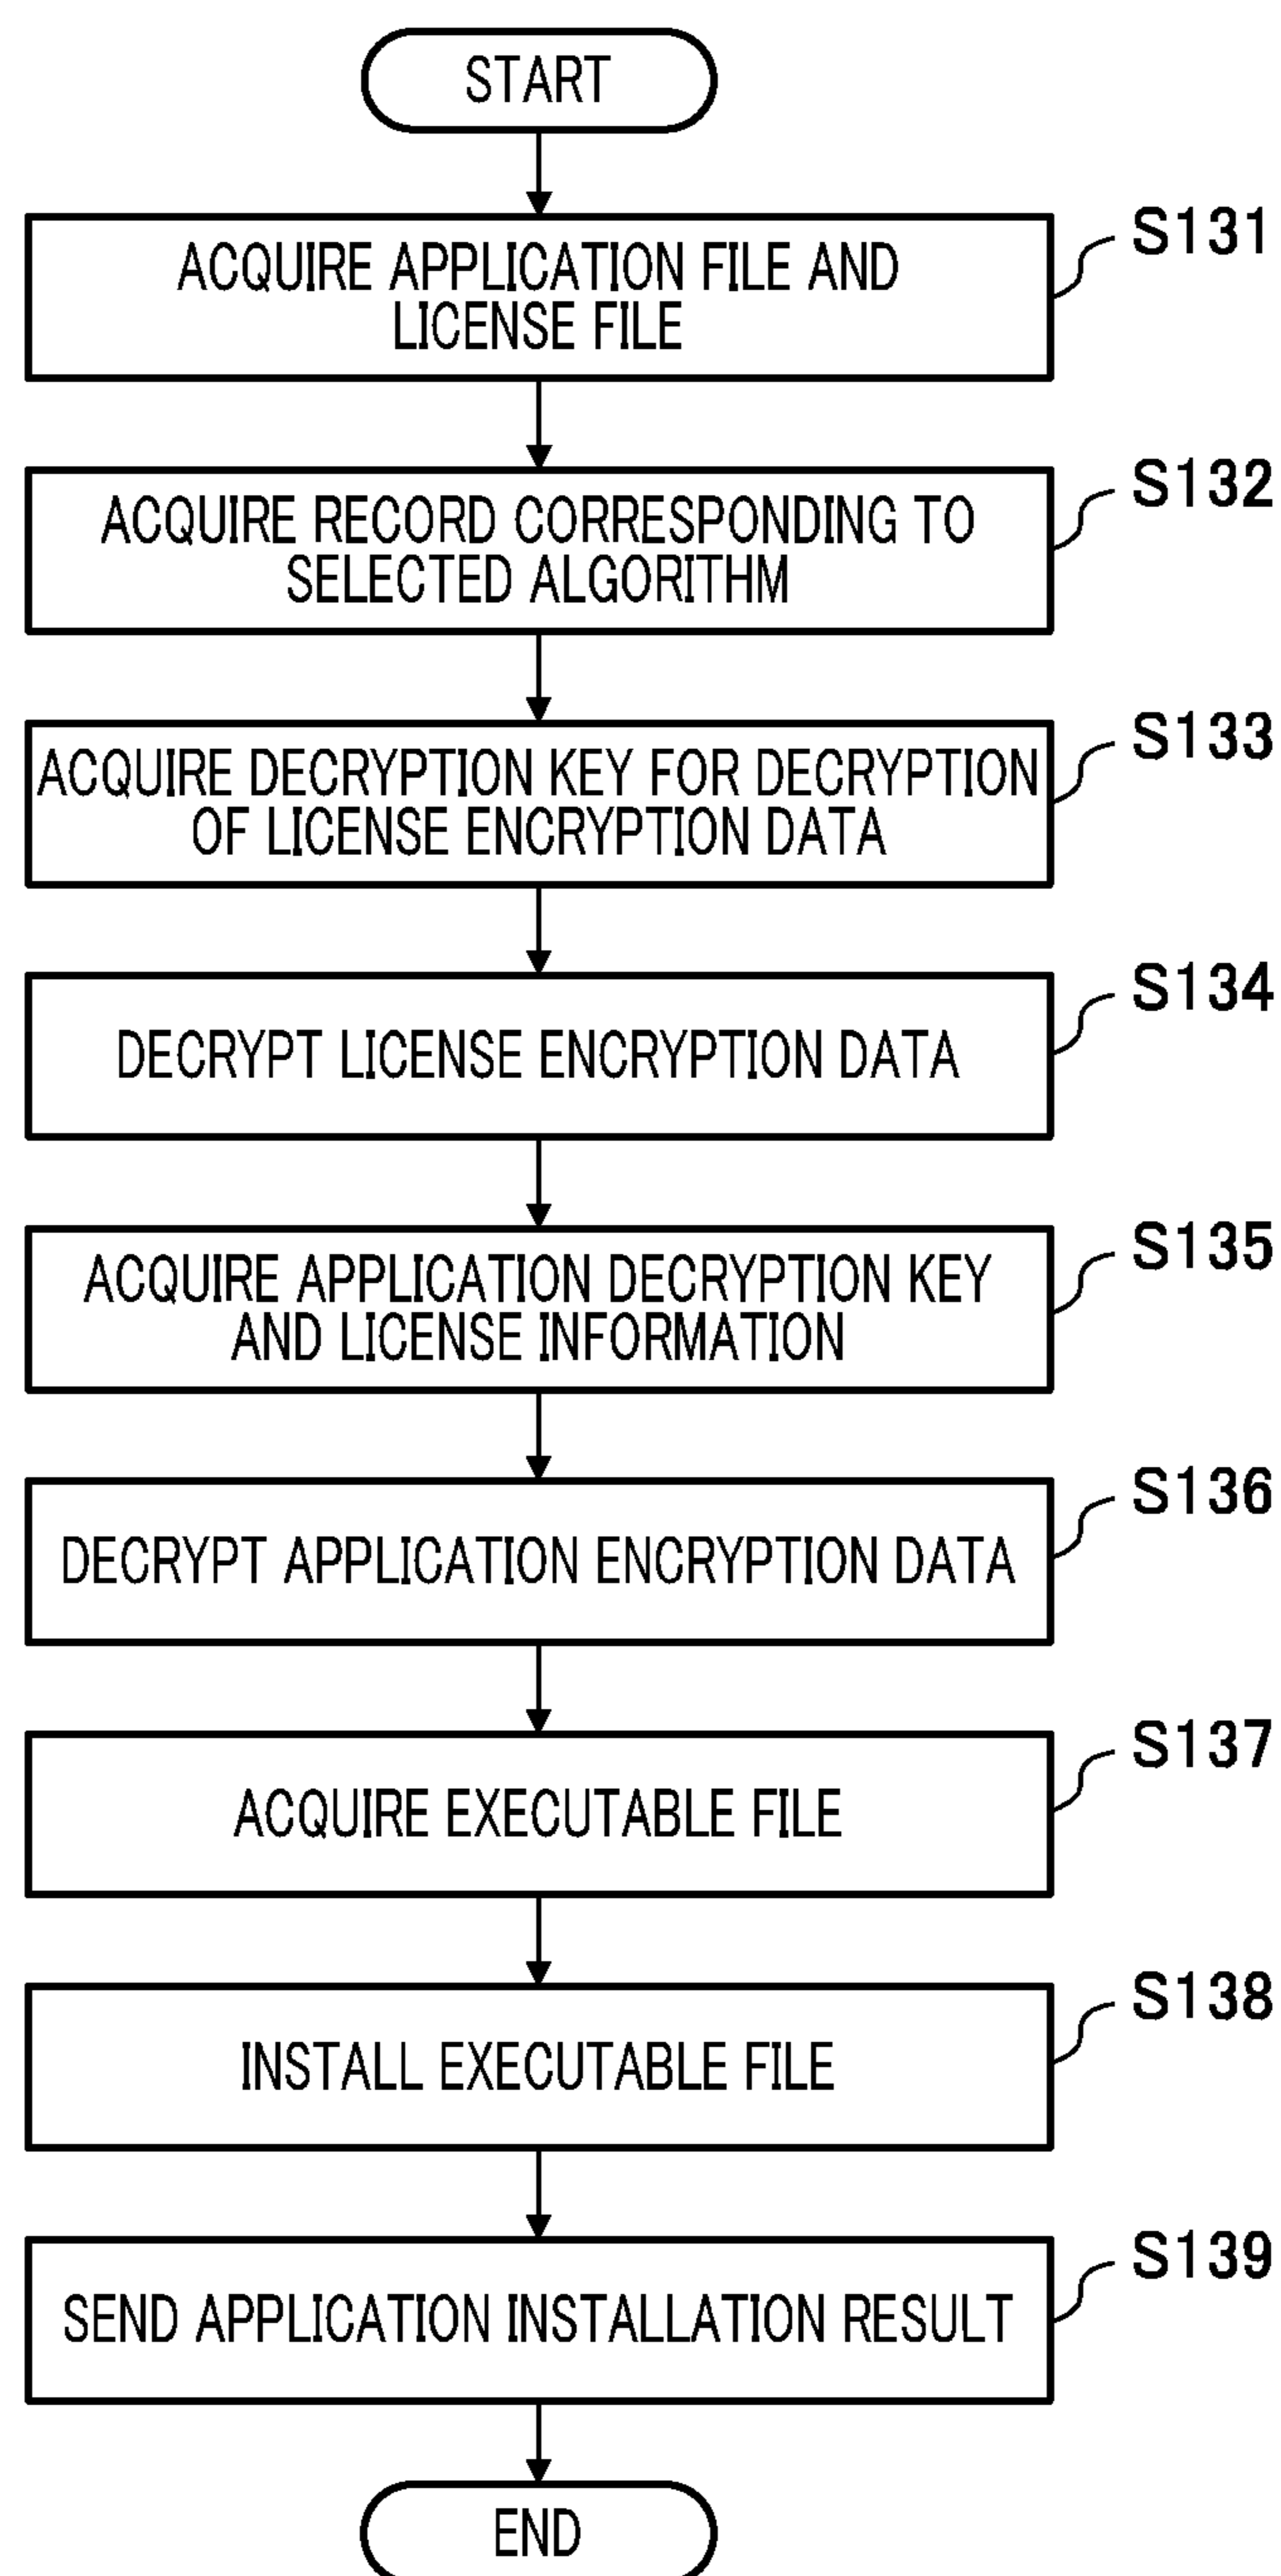 START
S131
ACQUIRE APPLICATION FILE AND
LICENSE FILE
S132
ACQUIRE RECORD CORRESPONDING TO
SELECTED ALGORITHM
S133
ACQUIRE DECRYPTION KEY FOR DECRYPTION
OF LICENSE ENCRYPTION DATA
S134
DECRYPT LICENSE ENCRYPTION DATA
S135
ACQUIRE APPLICATION DECRYPTION KEY
AND LICENSE INFORMATION
S136
DECRYPT APPLICATION ENCRYPTION DATA
S137
ACQUIRE EXECUTABLE FILE
S138
INSTALL EXECUTABLE FILE
S139
SEND APPLICATION INSTALLATION RESULT
END